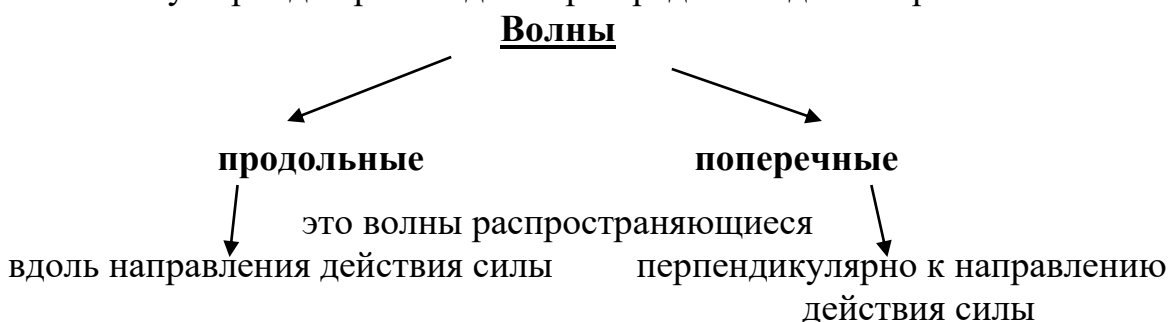 Волны
продольные поперечные
это волны распространяющиеся
вдоль направления действия силы перпендикулярно к направлению
действия силы